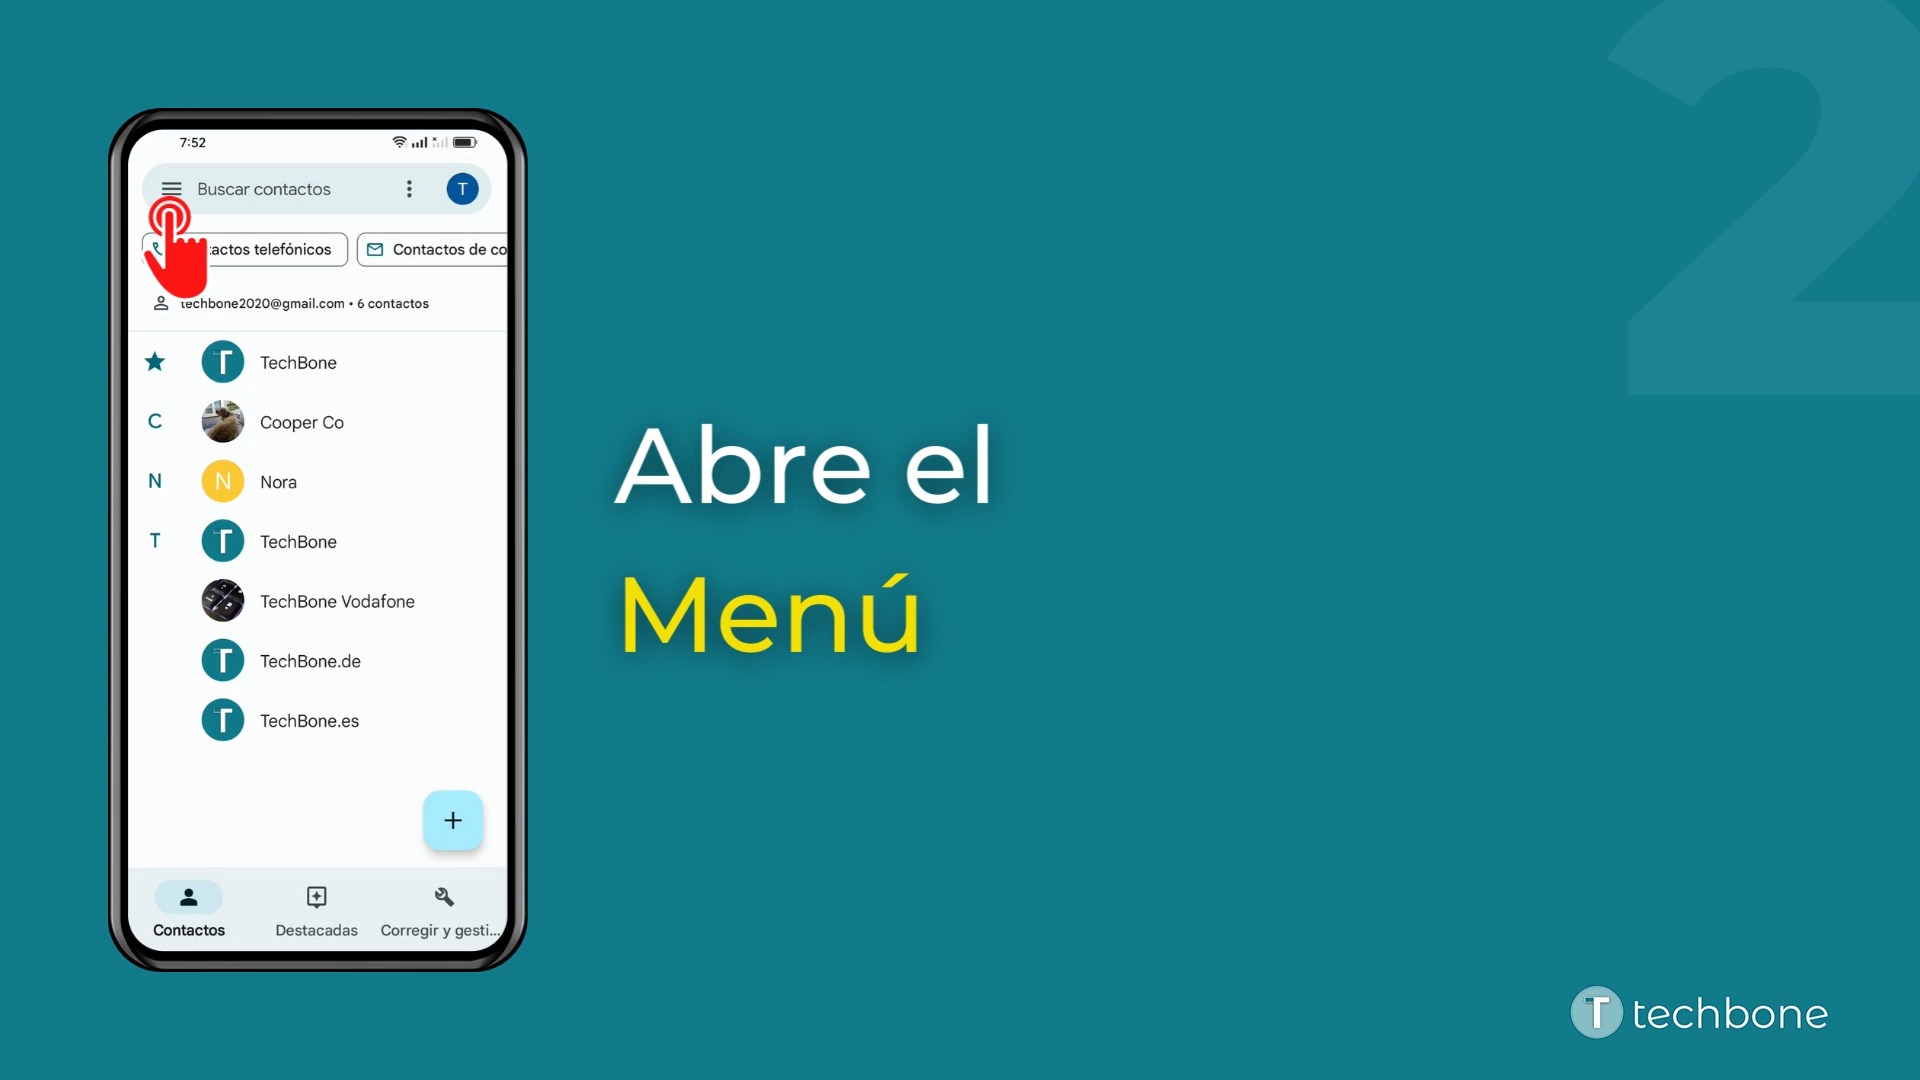 2
7:52
Buscar contactos
T
actos telefónicos
Contactos de co
techbone2020@gmail.com • 6 contactos
T TechBone
C Cooper Co
N N Nora
T T TechBone
TechBone Vodafone
T TechBone.de
T TechBone.es
+
Contactos Destacadas Corregir y gesti...
Abre el
Menú
T techbone